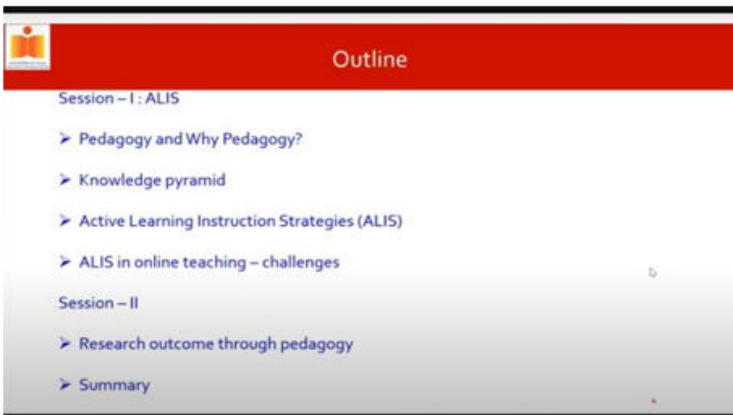 Outline
Session – I : ALIS
➢ Pedagogy and Why Pedagogy?
➢ Knowledge pyramid
➢ Active Learning Instruction Strategies (ALIS)
➢ ALIS in online teaching – challenges
Session – II
➢ Research outcome through pedagogy
➢ Summary